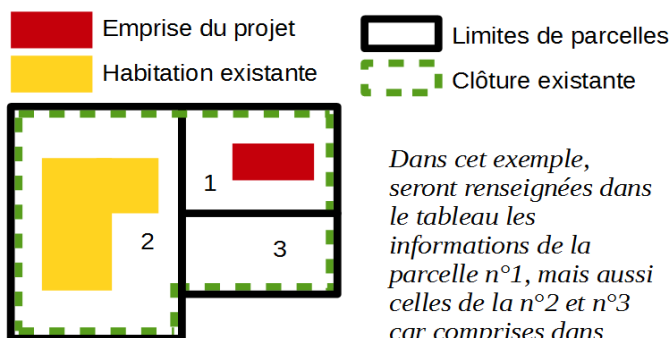 Emprise du projet
Limites de parcelles
Habitation existante
Clôture existante
1
2
3
Dans cet exemple,
seront renseignées dans
le tableau les
informations de la
parcelle n°1, mais aussi
celles de la n°2 et n°3
car comprises dans